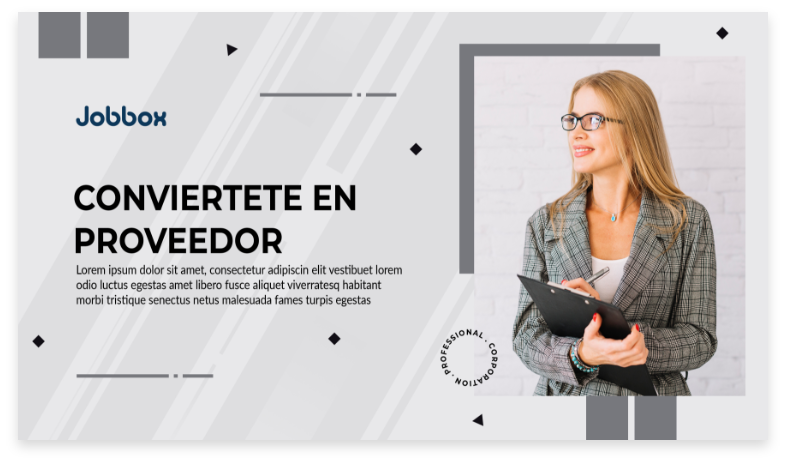 Jobbox
CONVIERTETE EN
PROVEEDOR
Lorem ipsum dolor sit amet, consectetur adipiscin elit vestibuet lorem
odio luctus egestas amet libero fusce aliquet viverratesq habitant
morbi tristique senectus netus malesuada fames turpis egestas
PROFESSIONAL . CORPORATION .